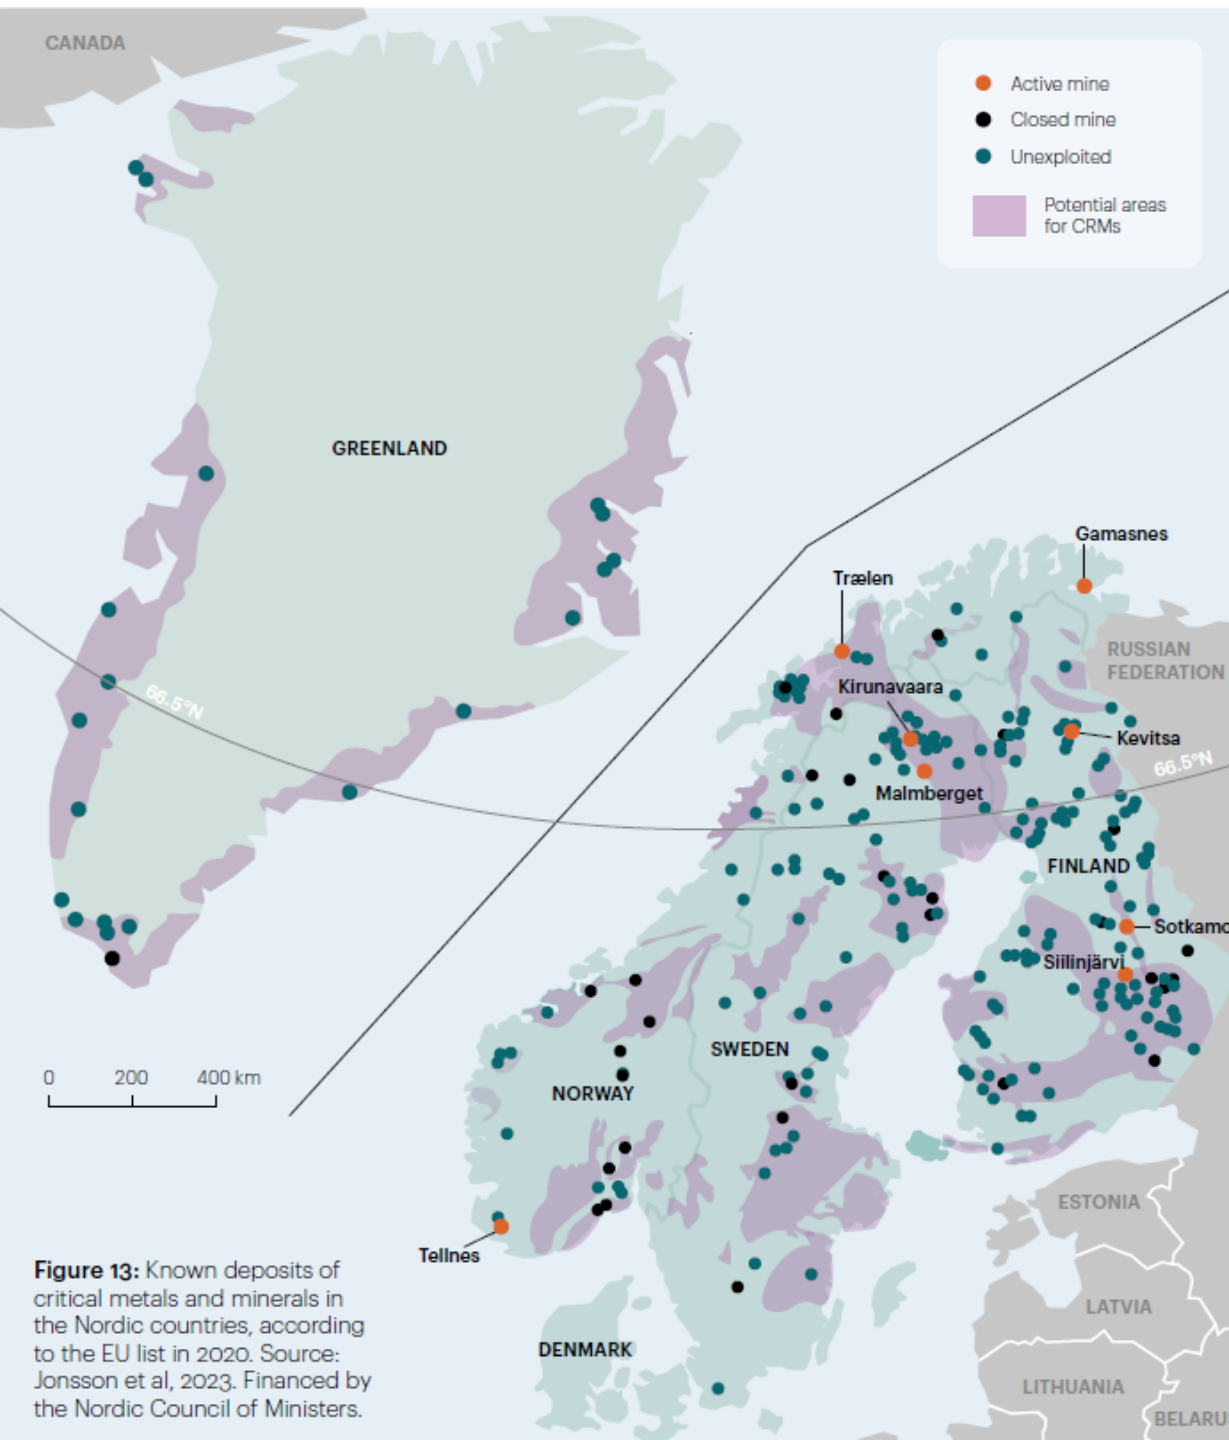 CANADA
Active mine
Closed mine
Unexploited
Potential areas
for CRMs
GREENLAND
Gamasnes
Trælen
RUSSIAN
FEDERATION
Kirunavaara
66.5°N
Kevitsa
66.5°N
Malmberget
FINLAND
Sotkamo
Siilinjärvi
SWEDEN
0 200 400 km
NORWAY
ESTONIA
Tellnes
Figure 13: Known deposits of
critical metals and minerals in
the Nordic countries, according
to the EU list in 2020. Source:
Jonsson et al, 2023. Financed by
the Nordic Council of Ministers.
LATVIA
DENMARK
LITHUANIA
BELARU